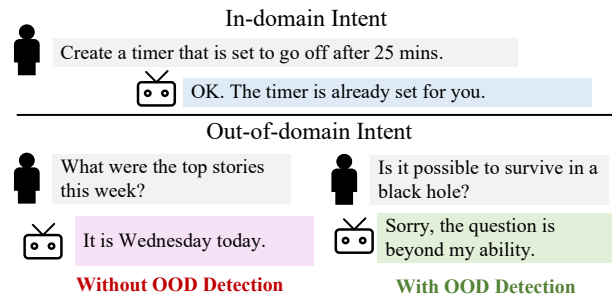 In-domain Intent
Create a timer that is set to go off after 25 mins.
OK. The timer is already set for you.
Out-of-domain Intent
What were the top stories
this week?
It is Wednesday today.
Without OOD Detection
Is it possible to survive in a
black hole?
Sorry, the question is
beyond my ability.
With OOD Detection